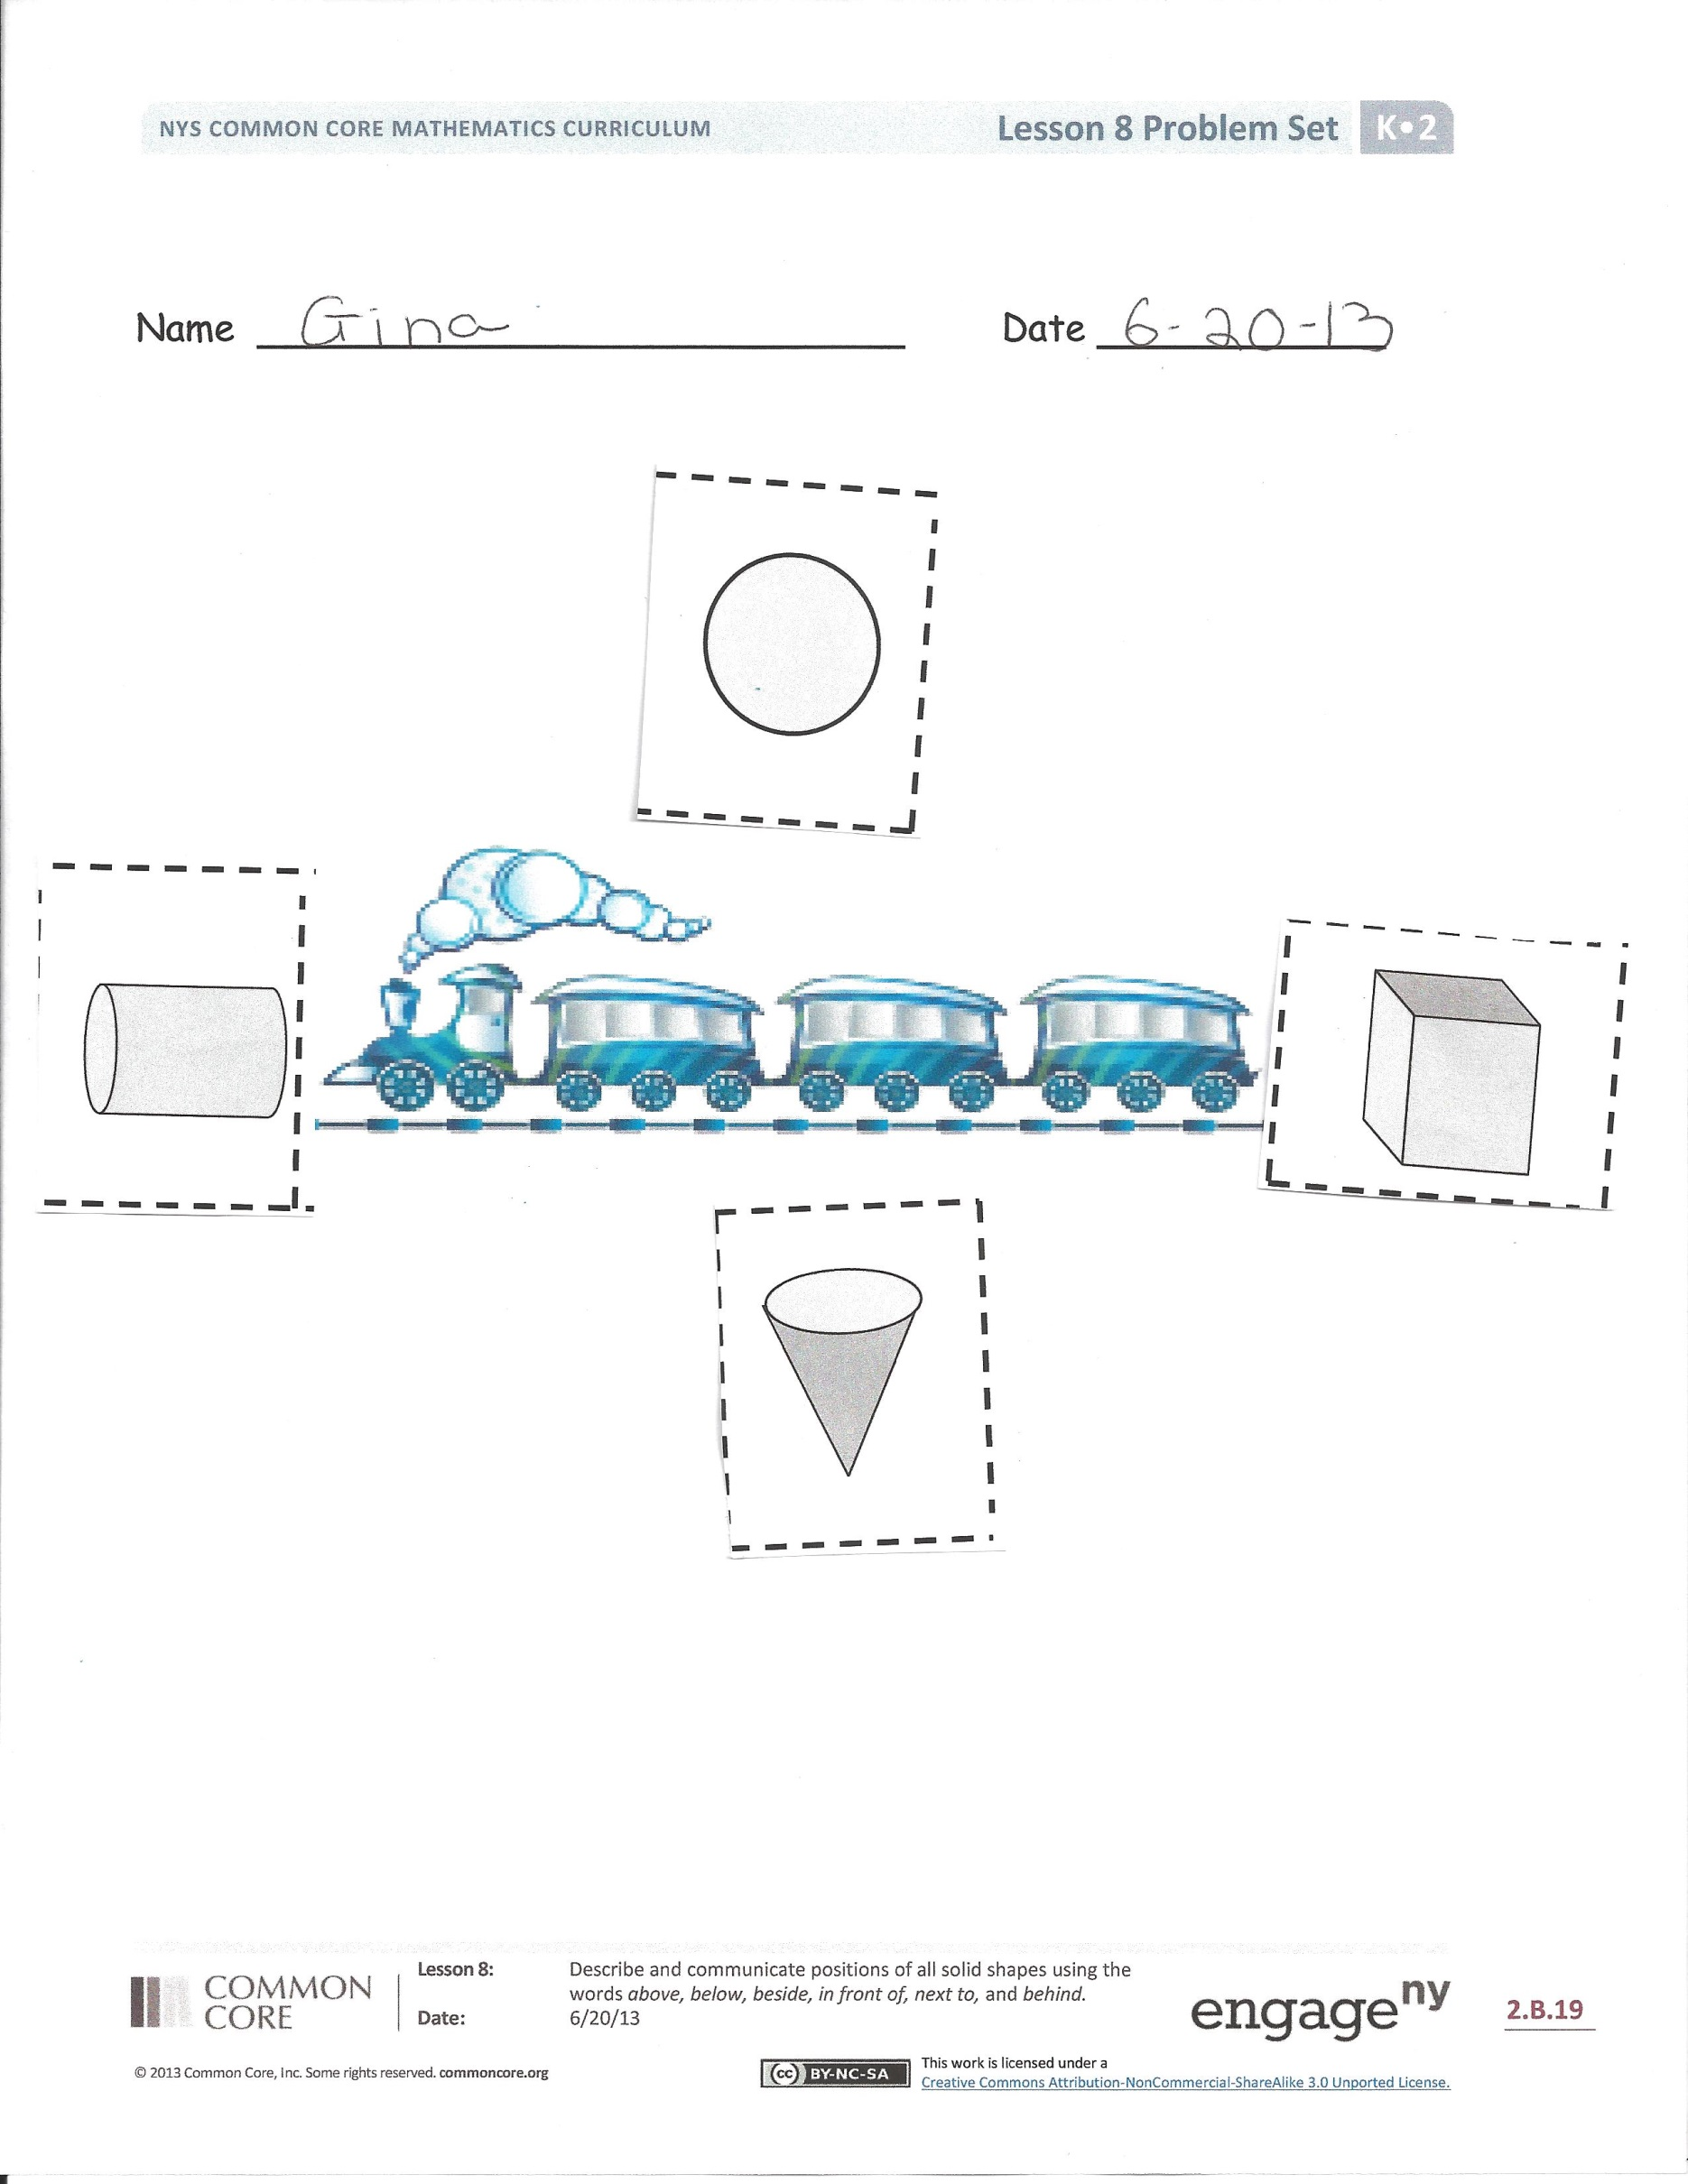 NYS COMMON CORE MATHEMATICS CURRICULUM Lesson 8 Problem Set K•2
Name Gina Date 6-20-13
COMMON CORE
Lesson 8: Describe and communicate positions of all solid shapes using the
words above, below, beside, in front of, next to, and behind.
Date: 6/20/13
engage ny
2.B.19
© 2013 Common Core, Inc. Some rights reserved. commoncore.org
cc BY-NC-SA
This work is licensed under a
Creative Commons Attribution-NonCommercial-ShareAlike 3.0 Unported License.